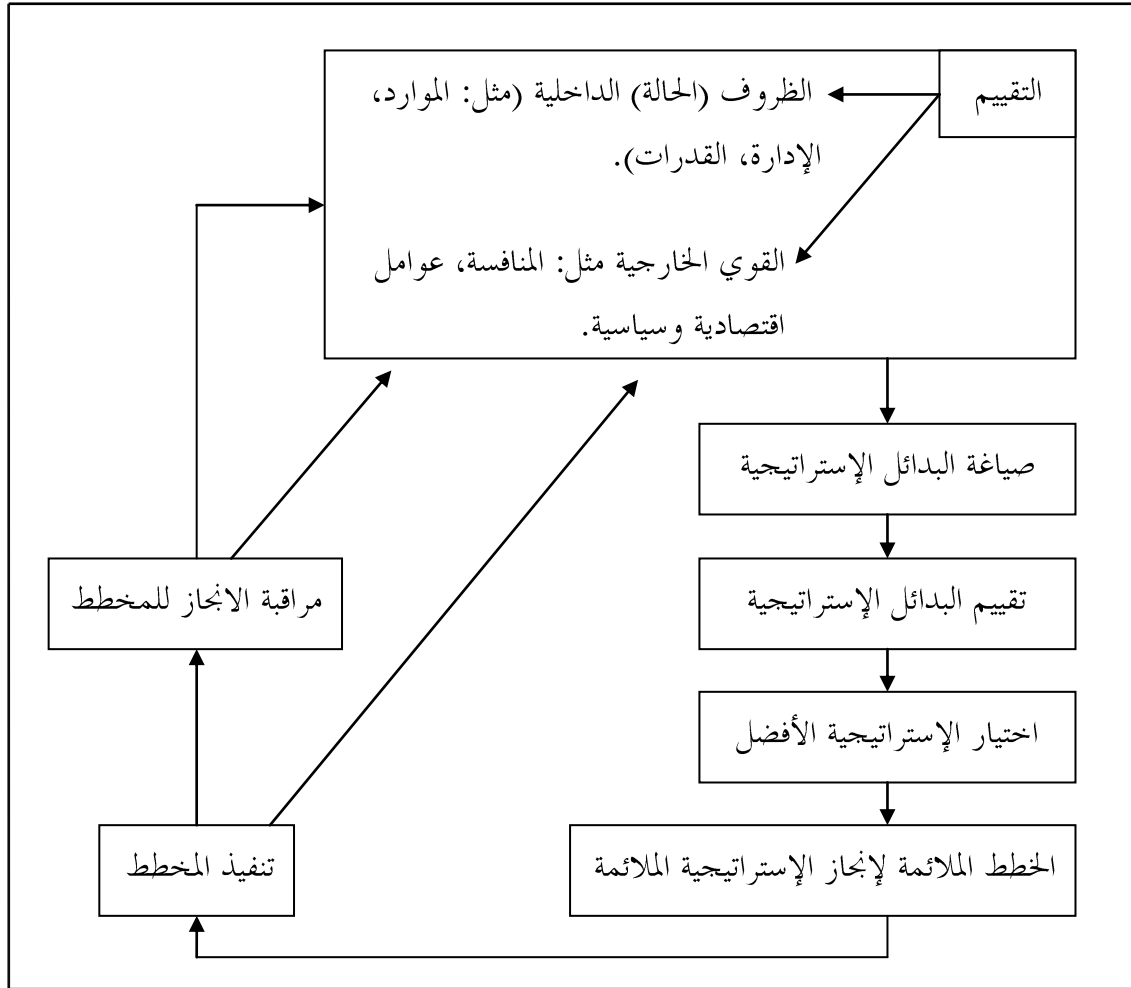 التقييم
الظروف (الحالة) الداخلية (مثل: الموارد،
الإدارة، القدرات).
القوي الخارجية مثل: المنافسة، عوامل
اقتصادية وسياسية.
صياغة البدائل الإستراتيجية
تقييم البدائل الإستراتيجية
اختيار الإستراتيجية الأفضل
الخطط الملائمة لإنجاز الإستراتيجية الملائمة
تنفيذ المخطط
مراقبة الانجاز للمخطط